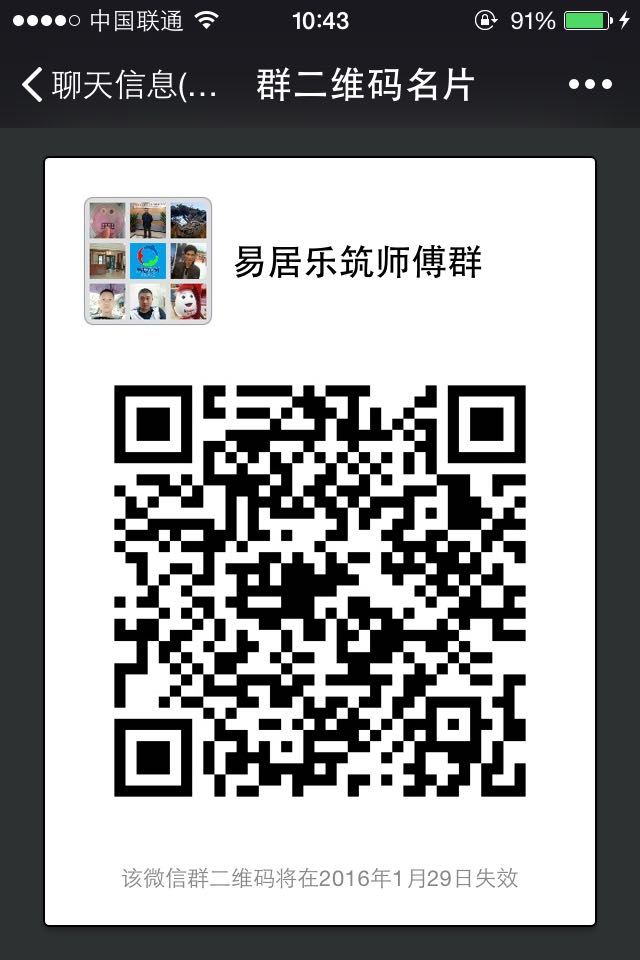 中国联通 10:43 91%
聊天信息(... 群二维码名片
易居乐筑师傅群
该微信群二维码将在2016年1月29日失效